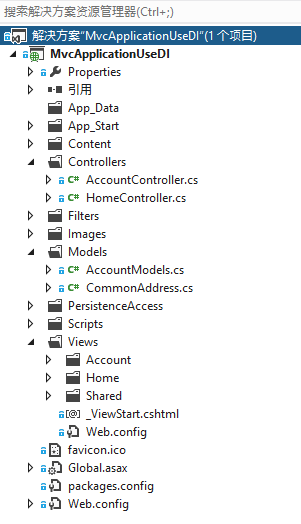 搜索解决方案资源管理器(Ctrl+;)
解决方案"MvcApplicationUseDI"(1 个项目)
MvcApplicationUseDI
Properties
引用
App_Data
App_Start
Content
Controllers
C# AccountController.cs
C# HomeController.cs
Filters
Images
Models
C# AccountModels.cs
C# CommonAddress.cs
PersistenceAccess
Scripts
Views
Account
Home
Shared
[@] _ViewStart.cshtml
Web.config
favicon.ico
Global.asax
packages.config
Web.config